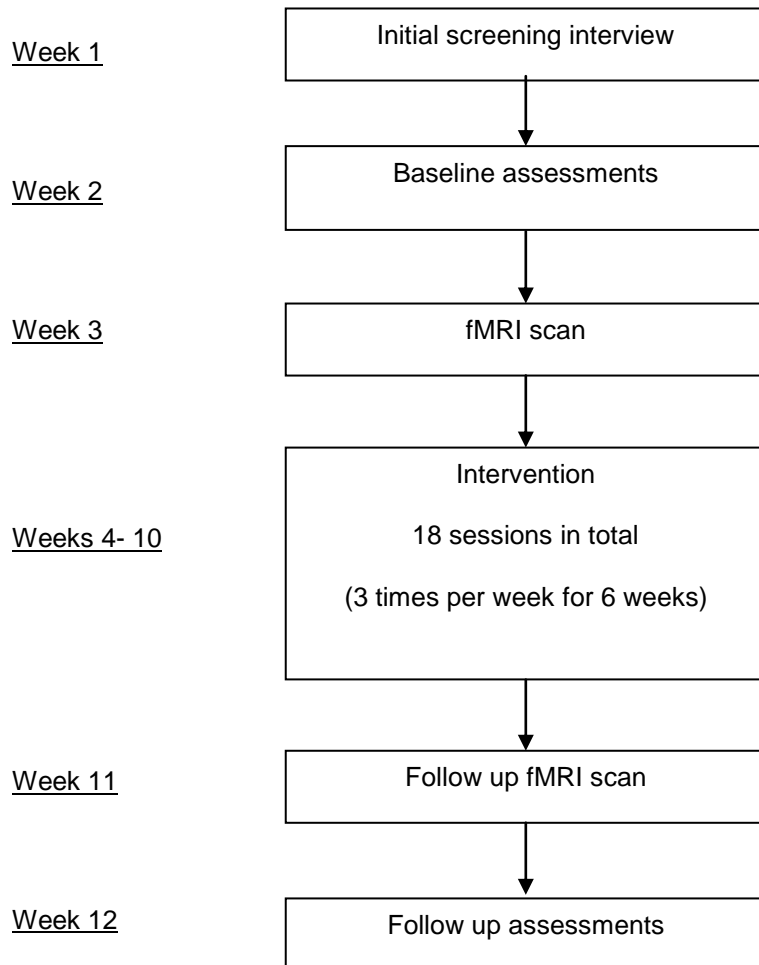 Week 1
Initial screening interview
Week 2
Baseline assessments
Week 3
fMRI scan
Weeks 4- 10
Intervention
18 sessions in total
(3 times per week for 6 weeks)
Week 11
Follow up fMRI scan
Week 12
Follow up assessments